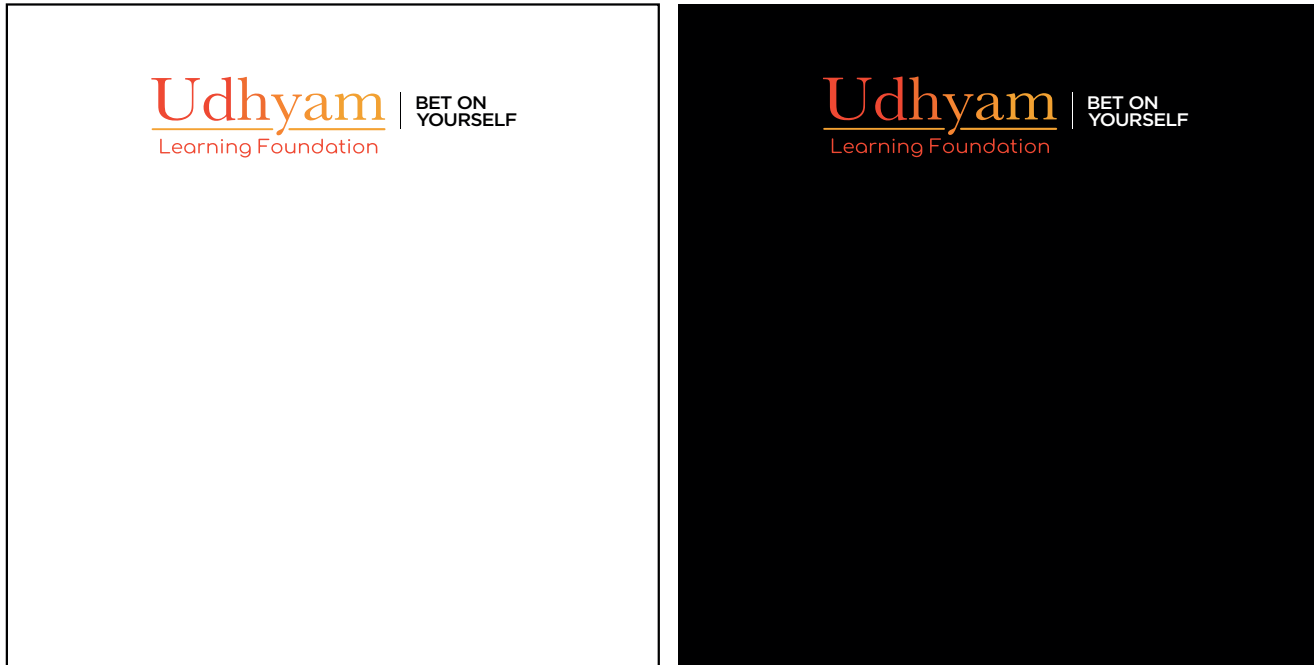 Udhyam
Learning Foundation
BET ON
YOURSELF
Udhyam
Learning Foundation
BET ON
YOURSELF